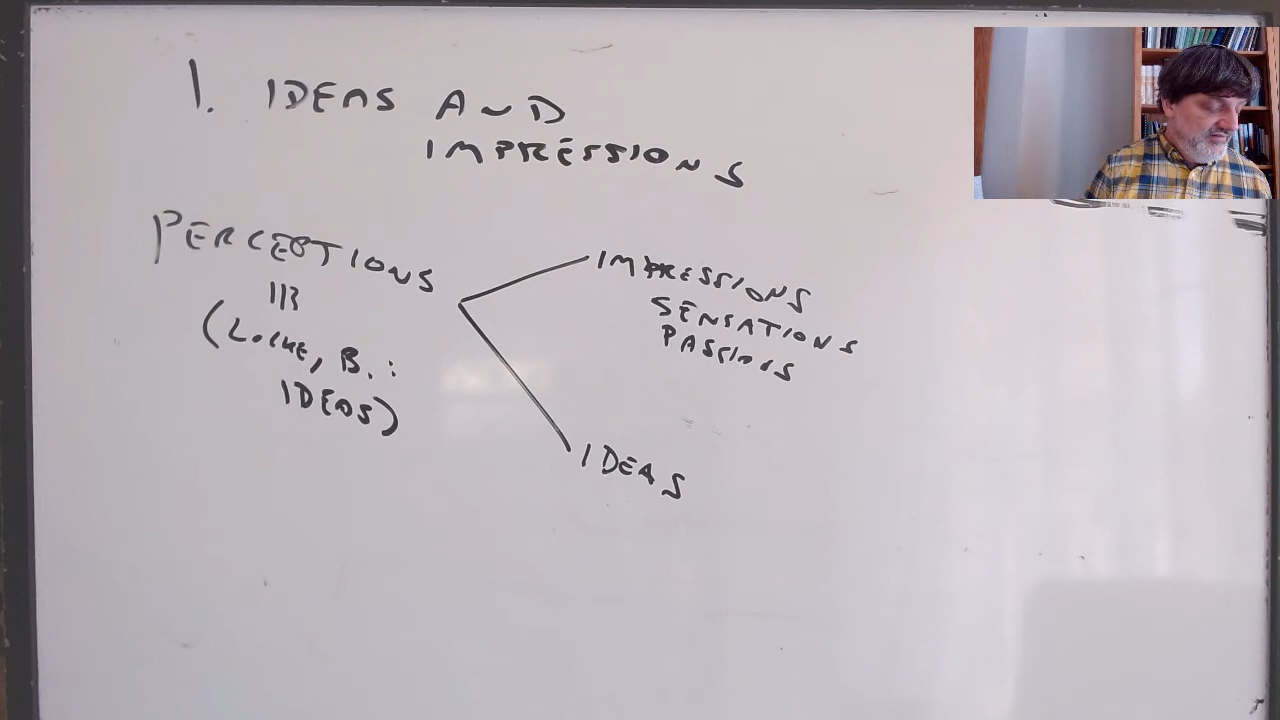 1. IDEAS AND
IMPRESSIONS
PERCEPTIONS
(LOCKE, B.:
IDEAS)
IMPRESSIONS
SENSATIONS
PASSIONS
IDEAS